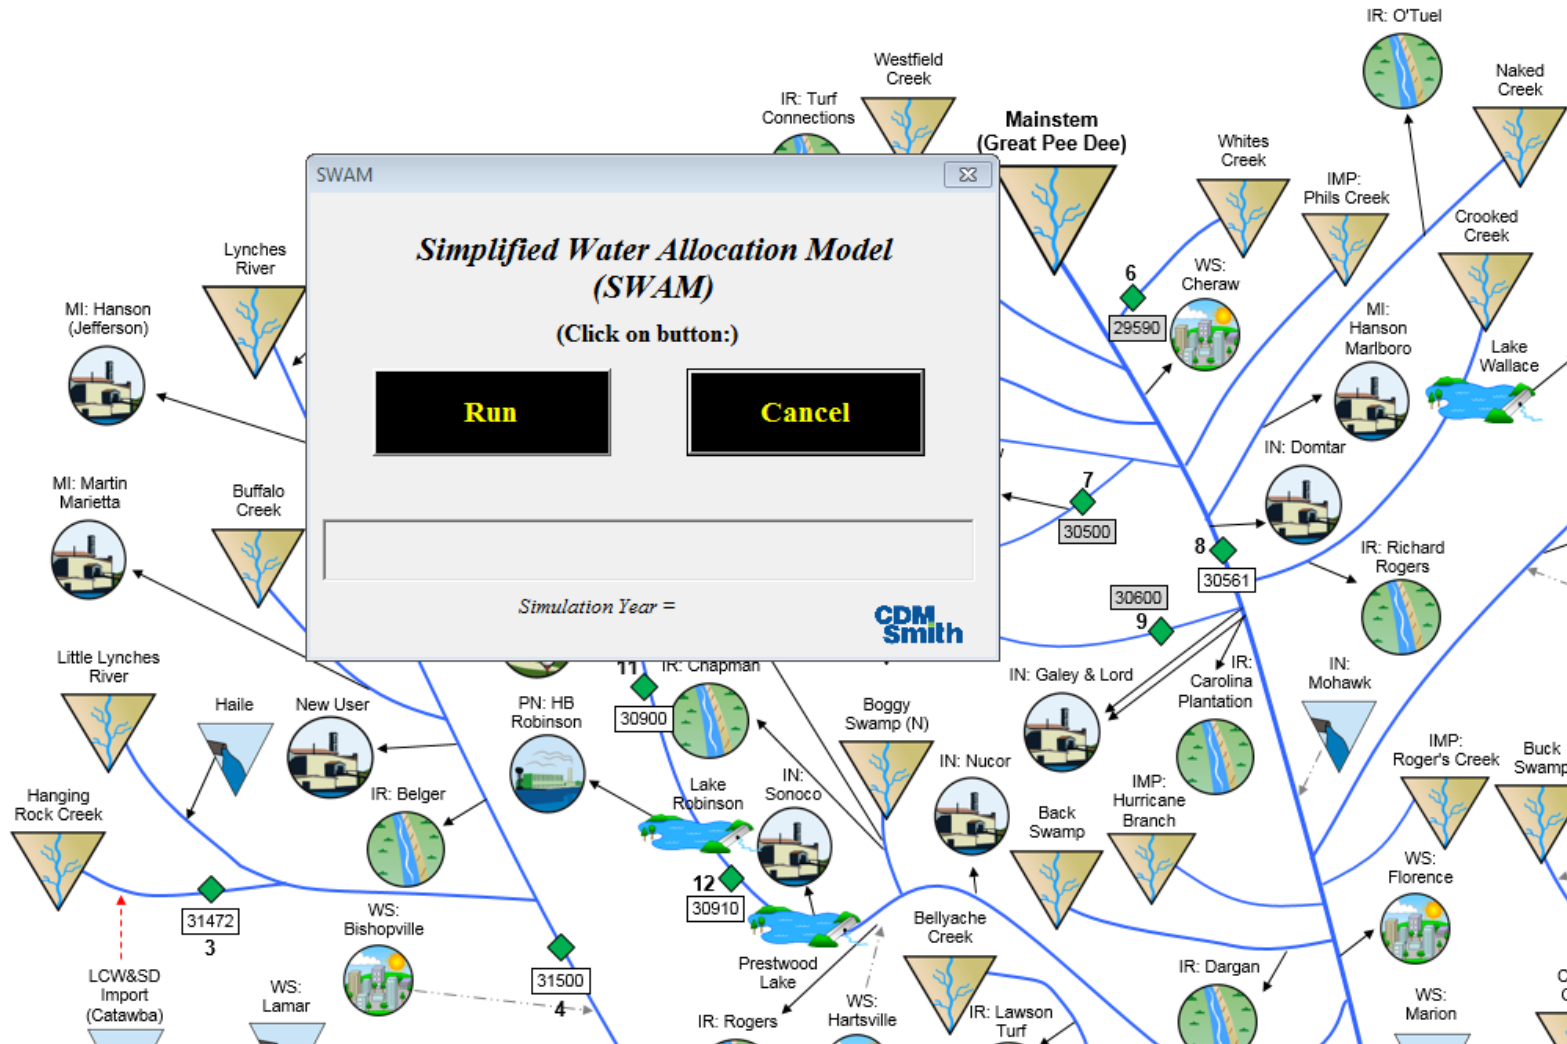 IR: O'Tuel
Westfield
Creek
Naked
Creek
IR: Turf
Connections
Mainstem
(Great Pee Dee)
Whites
Creek
IMP:
Phils Creek
SWAM
Crooked
Creek
Simplified Water Allocation Model
(SWAM)
(Click on button:)
Run
Cancel
Simulation Year =
CDM
Smith
Lynches
River
6
29590
WS:
Cheraw
MI: Hanson
(Jefferson)
MI:
Hanson
Marlboro
Lake
Wallace
IN: Domtar
MI: Martin
Marietta
Buffalo
Creek
7
30500
8
30561
IR: Richard
Rogers
30600
9
Little Lynches
River
11
IR: Chapman
30900
IN: Galey & Lord
IR:
Carolina
Plantation
IN:
Mohawk
Haile
New User
PN: HB
Robinson
Boggy
Swamp (N)
IMP:
Roger's Creek
Buck
Swamp
Hanging
Rock Creek
IR: Belger
Lake
Robinson
IN:
Sonoco
IN: Nucor
IMP:
Hurricane
Branch
Back
Swamp
WS:
Florence
12
30910
31472
3
WS:
Bishopville
Bellyache
Creek
31500
4
Prestwood
Lake
IR: Dargan
LCW&SD
Import
(Catawba)
WS:
Lamar
IR: Rogers
WS:
Hartsville
IR: Lawson
Turf
WS:
Marion